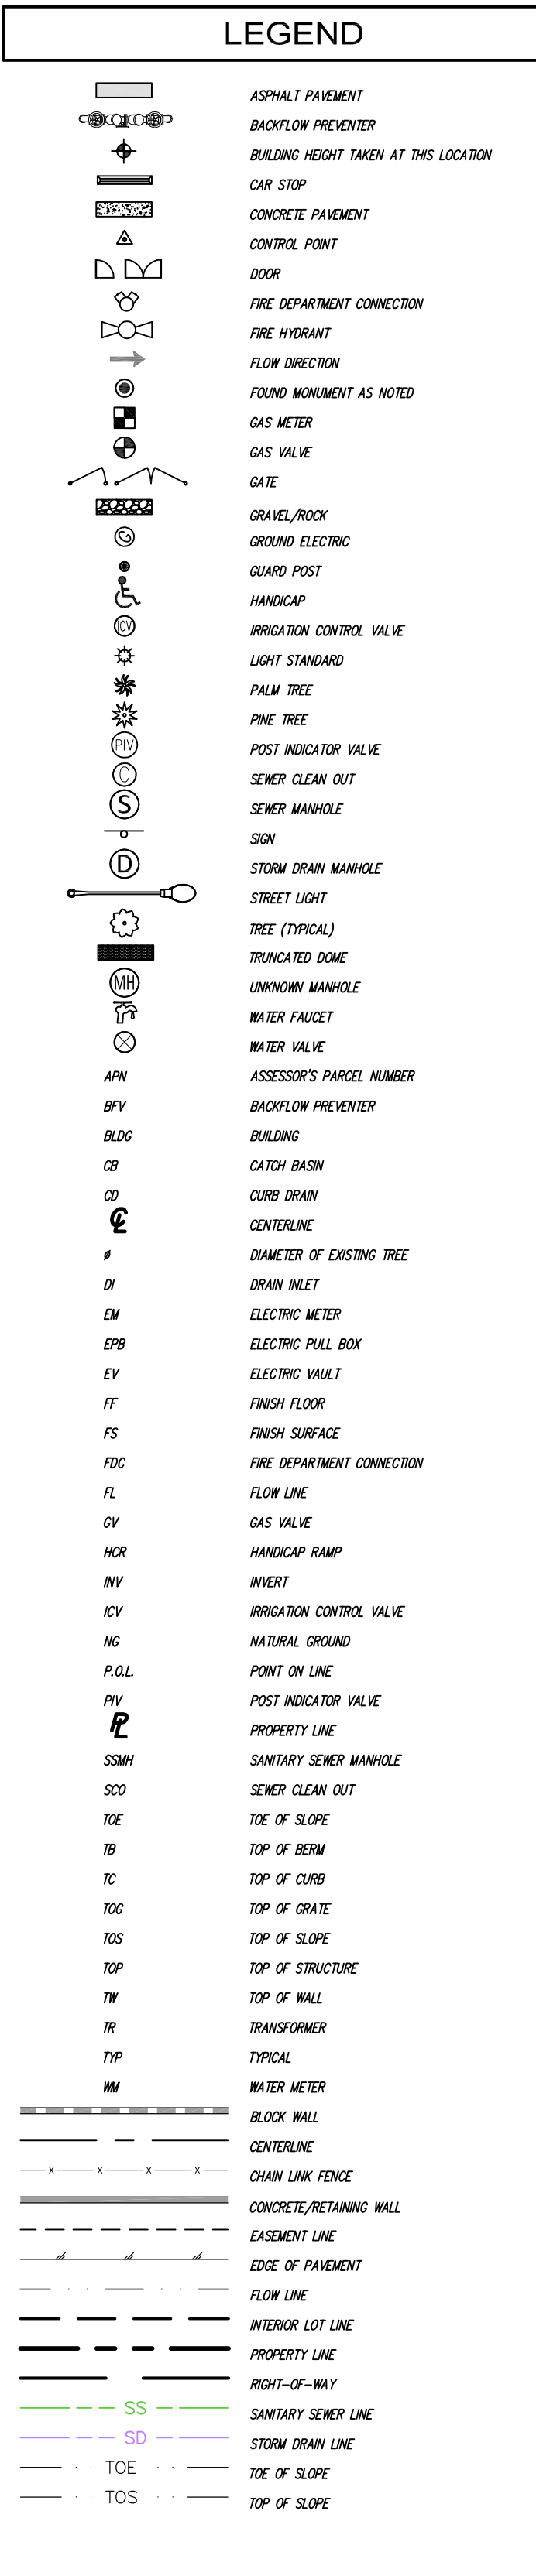 LEGEND
ASPHALT PAVEMENT
BACKFLOW PREVENTER
BUILDING HEIGHT TAKEN AT THIS LOCATION
CAR STOP
CONCRETE PAVEMENT
CONTROL POINT
DOOR
FIRE DEPARTMENT CONNECTION
FIRE HYDRANT
FLOW DIRECTION
FOUND MONUMENT AS NOTED
GAS METER
GAS VALVE
GATE
GRAVEL/ROCK
GROUND ELECTRIC
GUARD POST
HANDICAP
ICV IRRIGATION CONTROL VALVE
LIGHT STANDARD
PALM TREE
PINE TREE
PIV POST INDICATOR VALVE
C SEWER CLEAN OUT
S SEWER MANHOLE
SIGN
D STORM DRAIN MANHOLE
STREET LIGHT
TREE (TYPICAL)
TRUNCATED DOME
MH UNKNOWN MANHOLE
WATER FAUCET
WATER VALVE
APN ASSESSOR'S PARCEL NUMBER
BFV BACKFLOW PREVENTER
BLDG BUILDING
CB CATCH BASIN
CD CURB DRAIN
℄ CENTERLINE
ø DIAMETER OF EXISTING TREE
DI DRAIN INLET
EM ELECTRIC METER
EPB ELECTRIC PULL BOX
EV ELECTRIC VAULT
FF FINISH FLOOR
FS FINISH SURFACE
FDC FIRE DEPARTMENT CONNECTION
FL FLOW LINE
GV GAS VALVE
HCR HANDICAP RAMP
INV INVERT
ICV IRRIGATION CONTROL VALVE
NG NATURAL GROUND
P.O.L. POINT ON LINE
PIV POST INDICATOR VALVE
PL PROPERTY LINE
SSMH SANITARY SEWER MANHOLE
SCO SEWER CLEAN OUT
TOE TOE OF SLOPE
TB TOP OF BERM
TC TOP OF CURB
TOG TOP OF GRATE
TOS TOP OF SLOPE
TOP TOP OF STRUCTURE
TW TOP OF WALL
TR TRANSFORMER
TYP TYPICAL
WM WATER METER
BLOCK WALL
CENTERLINE
X X X X CHAIN LINK FENCE
CONCRETE/RETAINING WALL
EASEMENT LINE
EDGE OF PAVEMENT
FLOW LINE
INTERIOR LOT LINE
PROPERTY LINE
RIGHT-OF-WAY
SS SANITARY SEWER LINE
SD STORM DRAIN LINE
TOE TOE OF SLOPE
TOS TOP OF SLOPE